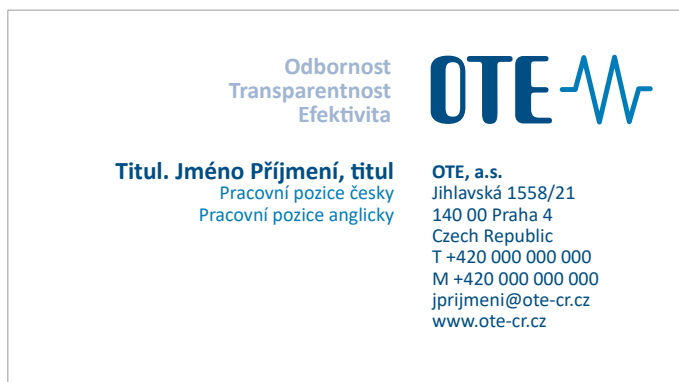 Odbornost
Transparentnost
Efektivita
OTE
Titul. Jméno Příjmení, titul
Pracovní pozice česky
Pracovní pozice anglicky
OTE, a.s.
Jihlavská 1558/21
140 00 Praha 4
Czech Republic
T +420 000 000 000
M +420 000 000 000
jprijmeni@ote-cr.cz
www.ote-cr.cz